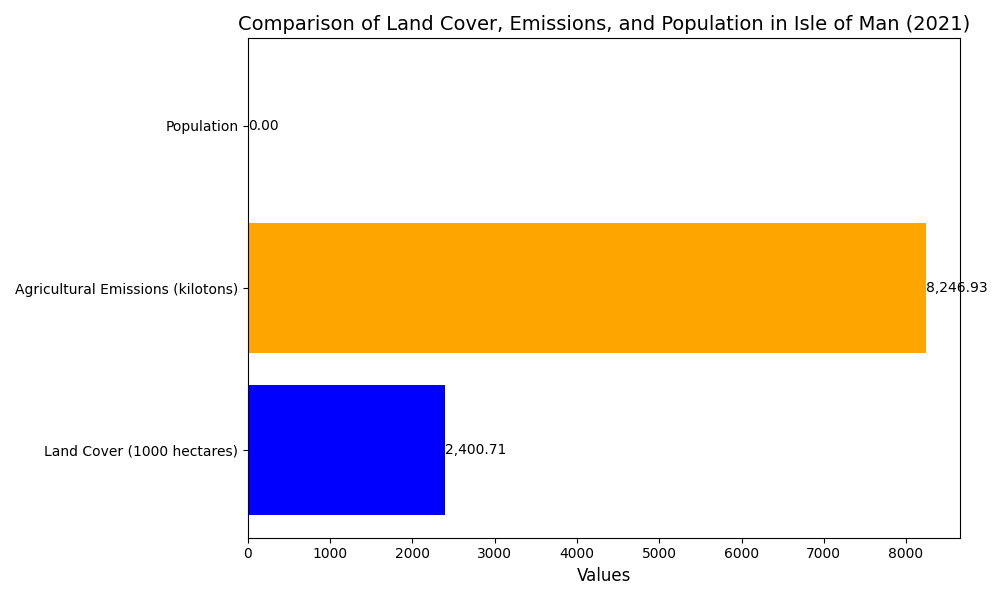 Comparison of Land Cover, Emissions, and Population in Isle of Man (2021)
Population
0.00
Agricultural Emissions (kilotons)
8,246.93
Land Cover (1000 hectares)
2,400.71
0 1000 2000 3000 4000 5000 6000 7000 8000
Values